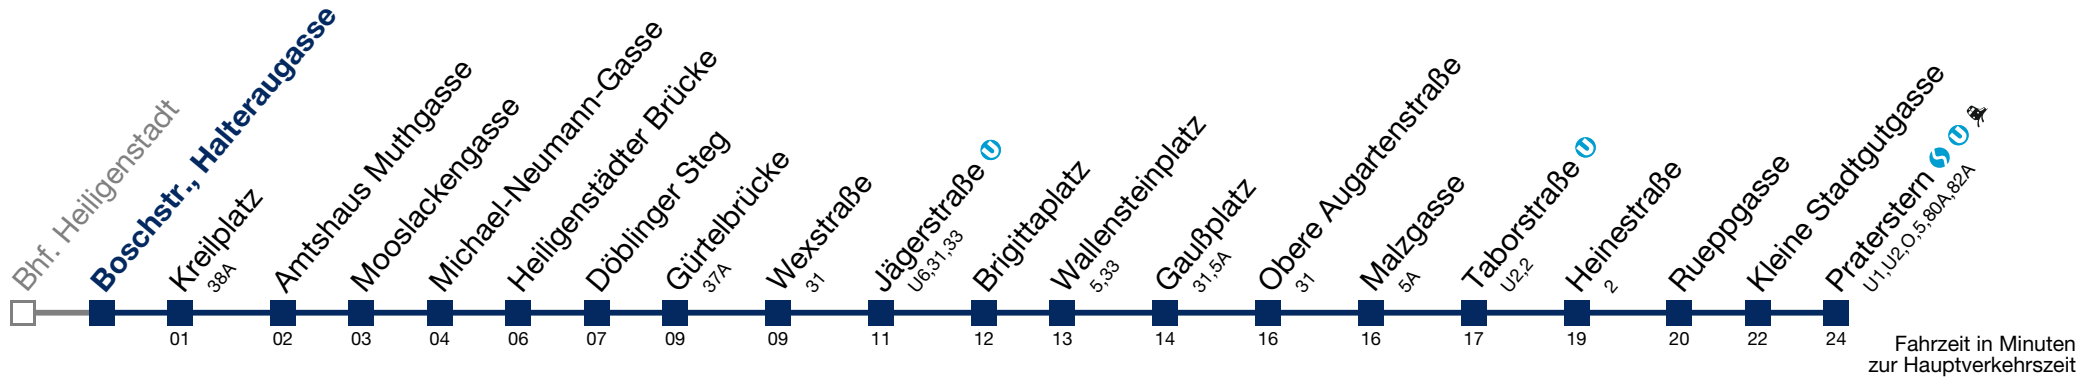 Bhf. Heiligenstadt
Boschstr., Halteraugasse
Kreilplatz
38A
Amtshaus Muthgasse
Mooslackengasse
Michael-Neumann-Gasse
Heiligenstädter Brücke
Döblinger Steg
Gürtelbrücke
37A
Wexstraße
31
Jägerstraße U
U6,31,33
Brigittaplatz
Wallensteinplatz
5,33
Gaußplatz
31,5A
Obere Augartenstraße
31
Malzgasse
5A
Taborstraße U
U2,2
Heinestraße
2
Rueppgasse
Kleine Stadtgutgasse
Praterstern S U
U1,U2,O,5,80A,82A
01 02 03 04 06 07 09 09 11 12 13 14 16 16 17 19 20 22 24
Fahrzeit in Minuten
zur Hauptverkehrszeit